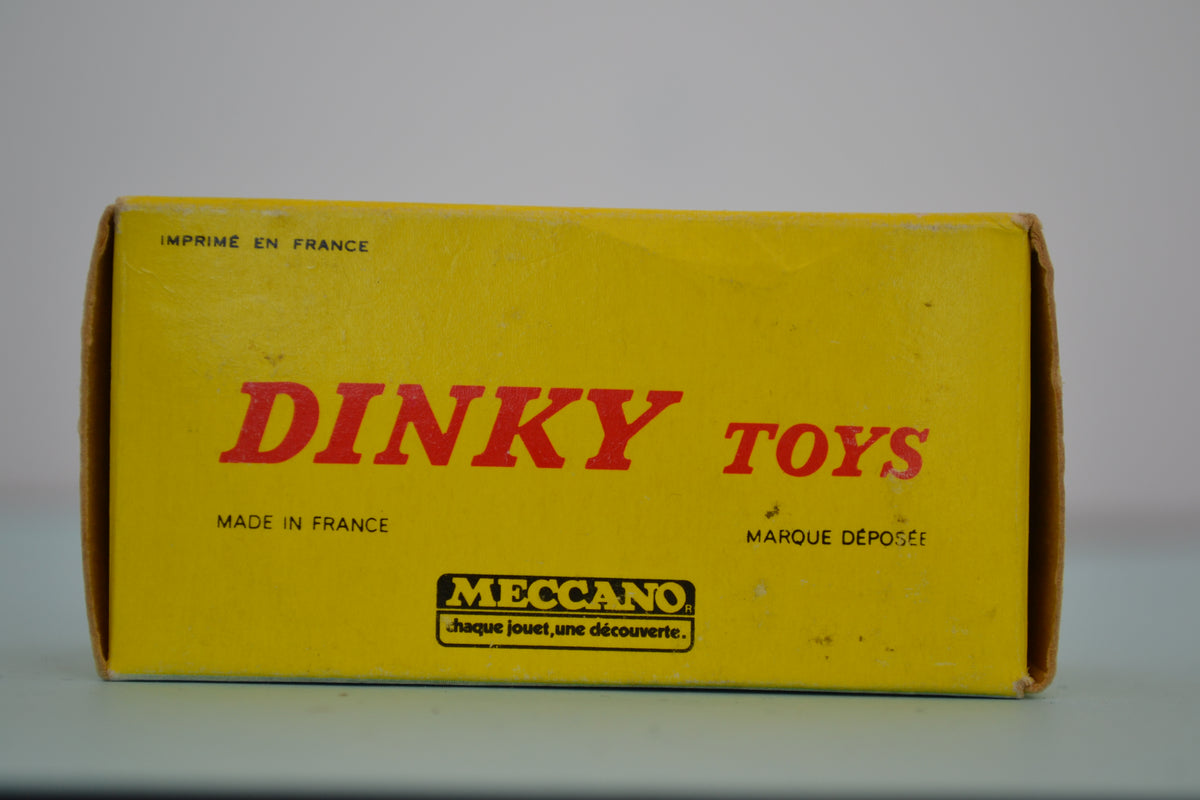 IMPRIMÉ EN FRANCE
DINKY TOYS
MADE IN FRANCE
MARQUE DÉPOSÉE
MECCANO®
chaque jouet, une découverte.